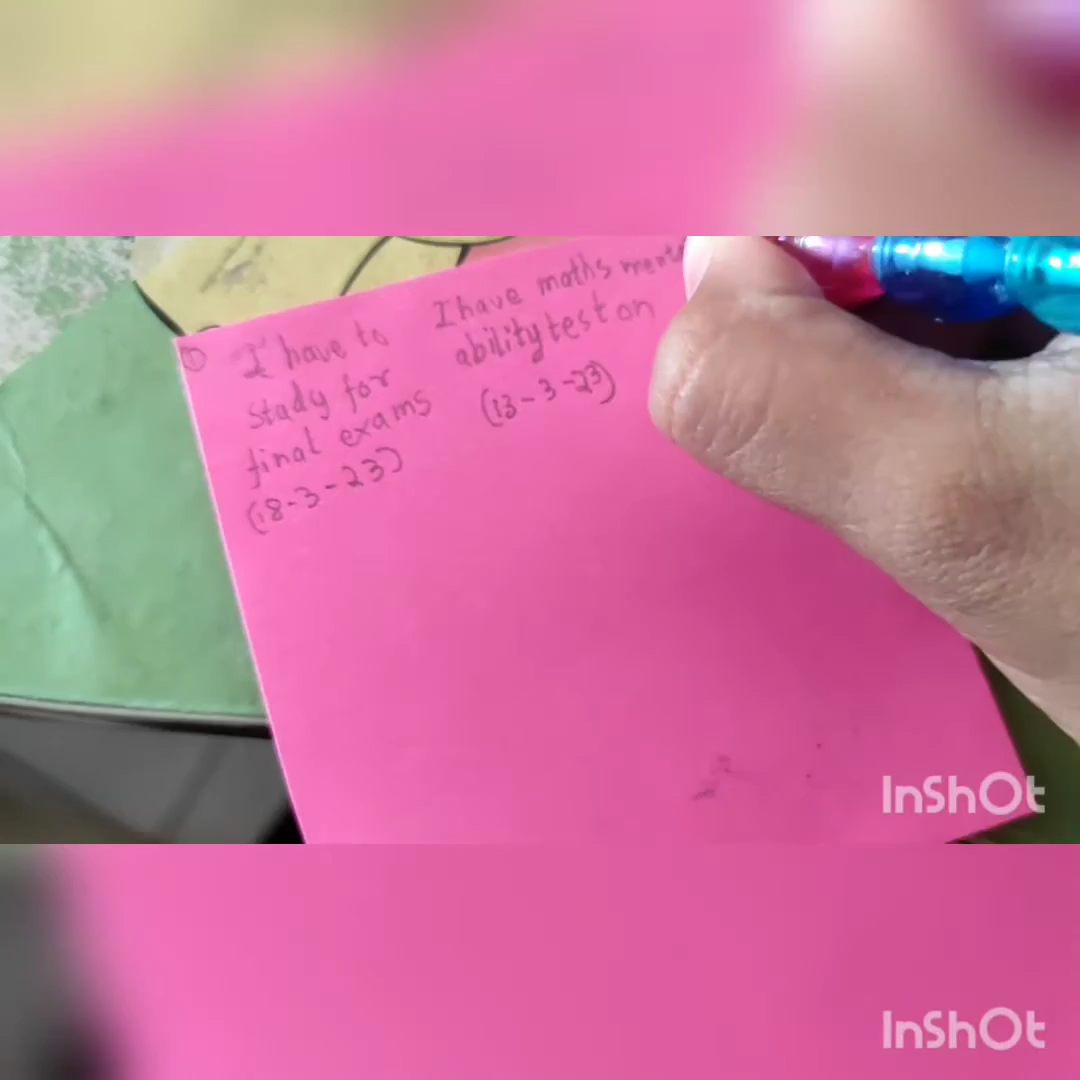 ① I have to
stady for
final exams
(18-3-23)
I have maths
ability test on
(13-3-23)
InShOt
InShOt